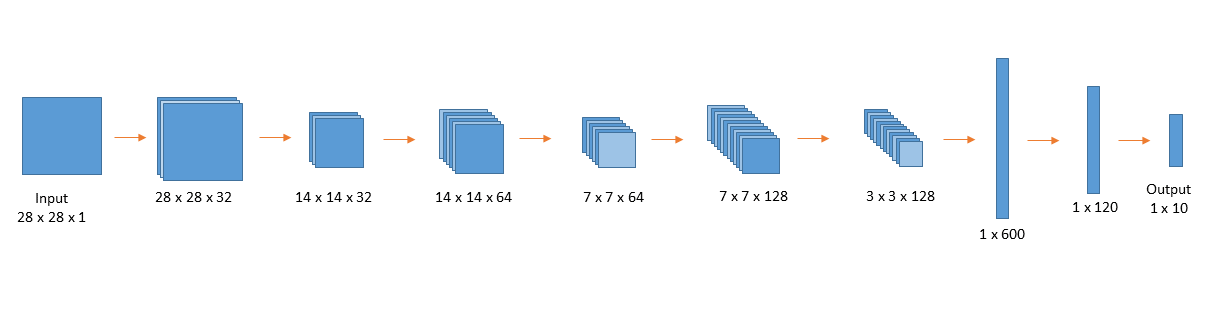 Input
28 x 28 x 1
28 x 28 x 32
14 x 14 x 32
14 x 14 x 64
7 x 7 x 64
7 x 7 x 128
3 x 3 x 128
1 x 600
1 x 120
Output
1 x 10